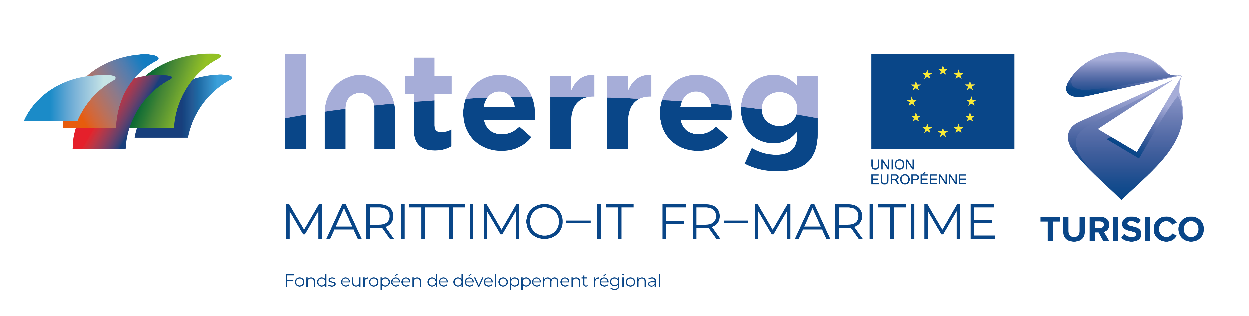 Interreg
UNION
EUROPÉENNE
MARITTIMO–IT FR–MARITIME
TURISICO
Fonds européen de développement régional